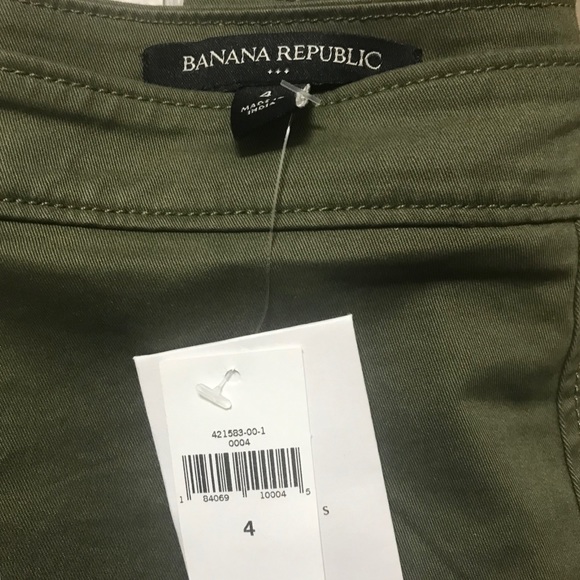 BANANA REPUBLIC
4
MADE IN
INDIA
421583-00-1
0004
1 84069 10004 5
4
S